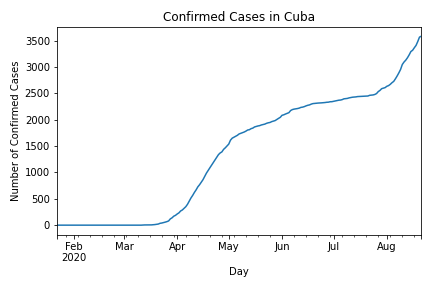 Confirmed Cases in Cuba
Number of Confirmed Cases
3500
3000
2500
2000
1500
1000
500
0
Feb Mar Apr May Jun Jul Aug
2020
Day